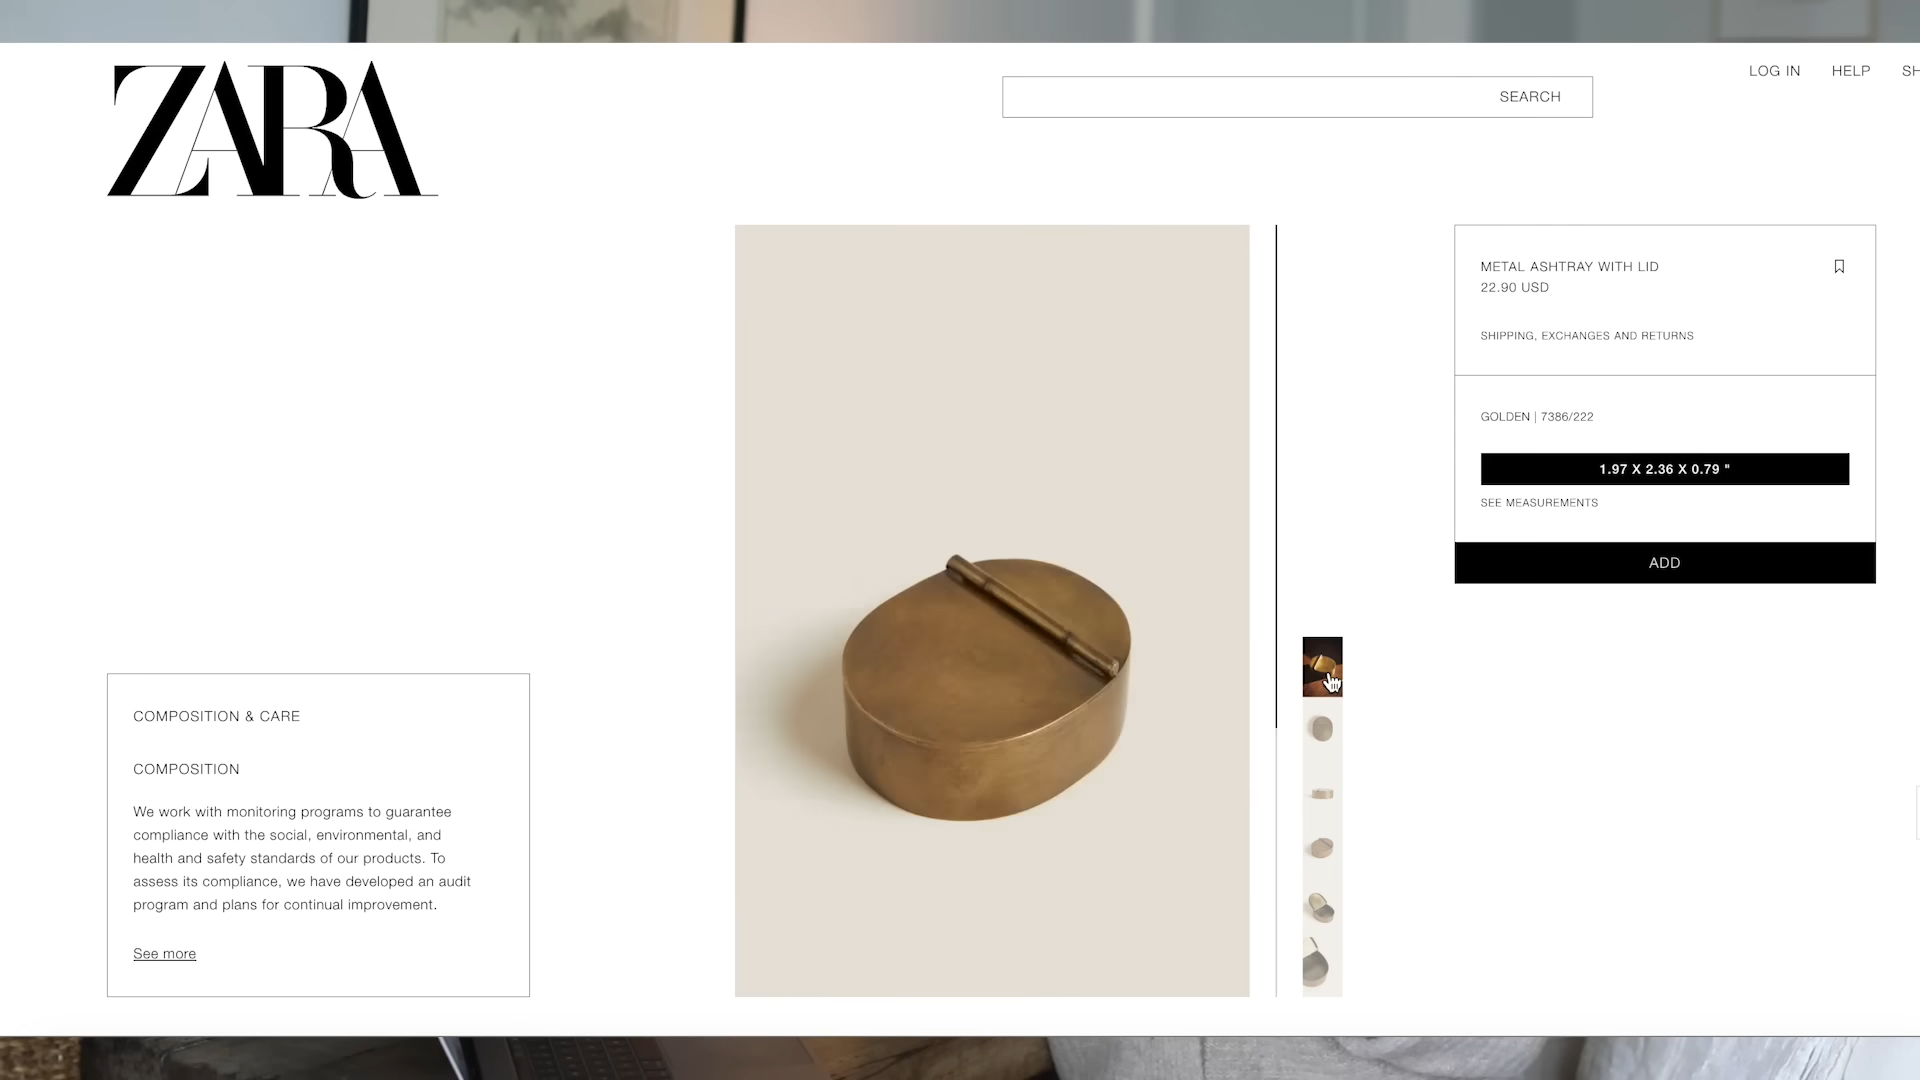 ZARA
SEARCH
LOG IN
HELP
SH
METAL ASHTRAY WITH LID
22.90 USD
SHIPPING, EXCHANGES AND RETURNS
GOLDEN | 7386/222
1.97 X 2.36 X 0.79 "
SEE MEASUREMENTS
ADD
COMPOSITION & CARE
COMPOSITION
We work with monitoring programs to guarantee
compliance with the social, environmental, and
health and safety standards of our products. To
assess its compliance, we have developed an audit
program and plans for continual improvement.
See more